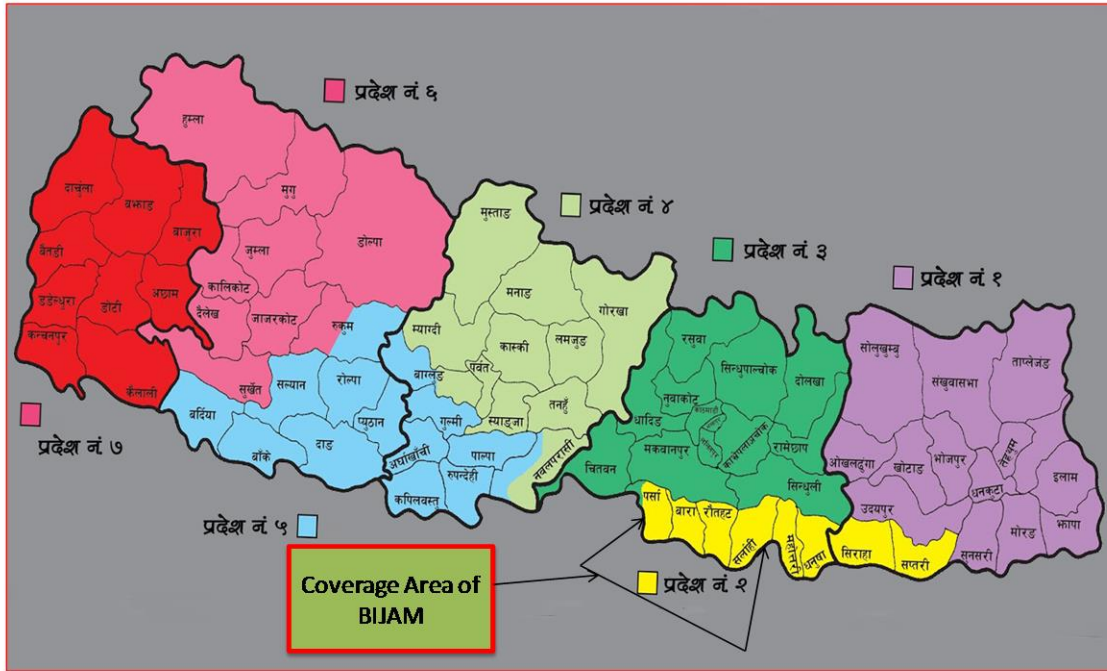 प्रदेश नं. ६
हुम्ला
मुगु
डोल्पा
जुम्ला
कालिकोट
दैलेख
जाजरकोट
रुकुम
सुर्खेत
दार्चुला
बझाङ
बाजुरा
बैतडी
डडेल्धुरा
डोटी
अछाम
कन्चनपुर
कैलाली
प्रदेश नं. ७
सल्यान
रोल्पा
बर्दिया
प्युठान
बाँके
दाङ
अर्घाखाँची
गुल्मी
पाल्पा
रुपन्देही
कपिलवस्तु
प्रदेश नं. ५
प्रदेश नं. ४
मुस्ताङ
मनाङ
गोरखा
म्याग्दी
कास्की
लमजुङ
पर्वत
बाग्लुङ
स्याङ्जा
तनहुँ
नवलपरासी
प्रदेश नं. ३
रसुवा
सिन्धुपाल्चोक
दोलखा
नुवाकोट
धादिङ
मकवानपुर
रामेछाप
चितवन
सिन्धुली
प्रदेश नं. १
सोलुखुम्बु
संखुवासभा
ताप्लेजङ
ओखलढुंगा
खोटाङ
भोजपुर
धनकुटा
इलाम
उदयपुर
सुनसरी
मोरङ
झापा
पर्सा
बारा
रौतहट
सर्लाही
महोत्तरी
धनुषा
सिराहा
सप्तरी
प्रदेश नं. २
Coverage Area of
BIJAM